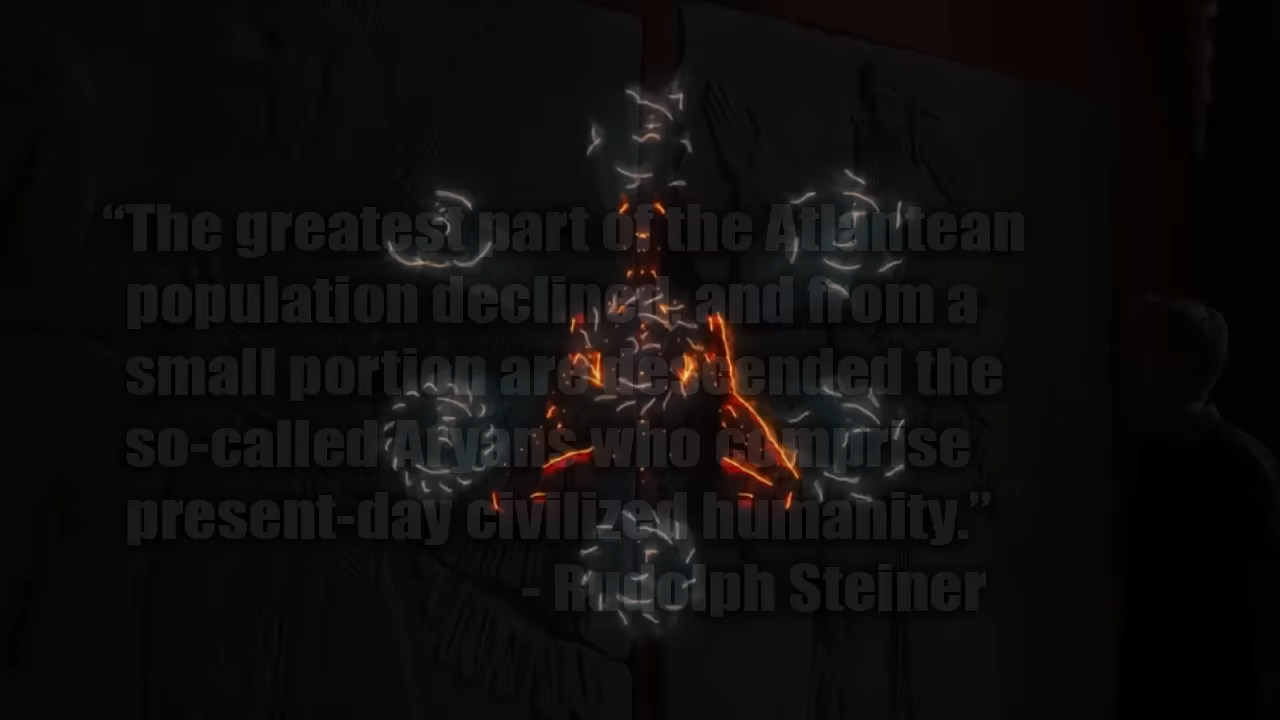 “The greatest part of the Atlantean
population declined, and from a
small portion are descended the
so-called Aryans who comprise
present-day civilized humanity.”
- Rudolph Steiner